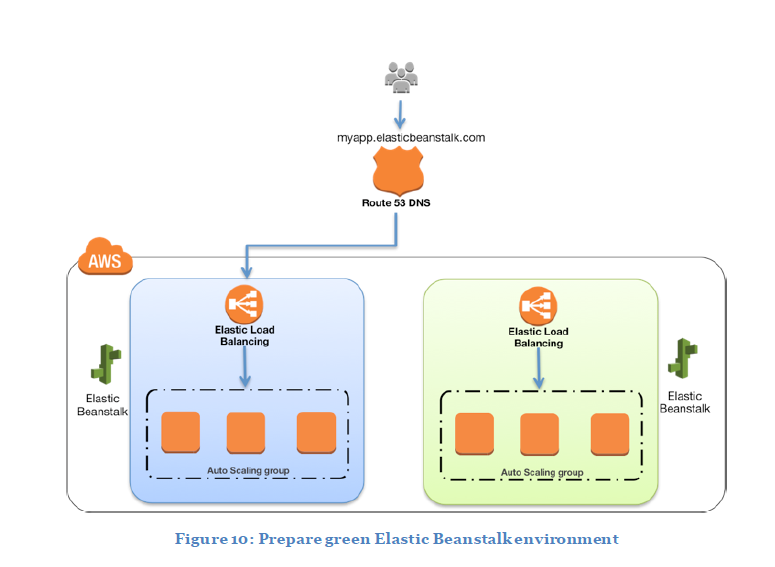 myapp.elasticbeanstalk.com
Route 53 DNS
AWS
Elastic Load
Balancing
Elastic
Beanstalk
Auto Scaling group
Elastic Load
Balancing
Elastic
Beanstalk
Auto Scaling group
Figure 10: Prepare green Elastic Beanstalk environment